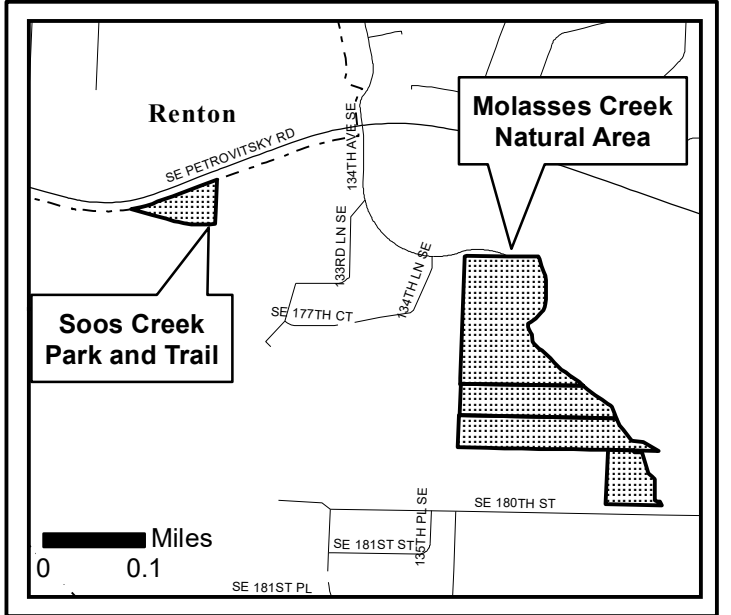 Renton
Molasses Creek
Natural Area
SE PETROVITSKY RD
134TH AVE SE
133RD LN SE
134TH LN SE
SE 177TH CT
Soos Creek
Park and Trail
SE 180TH ST
135TH PL SE
SE 181ST ST
Miles
0 0.1
SE 181ST PL